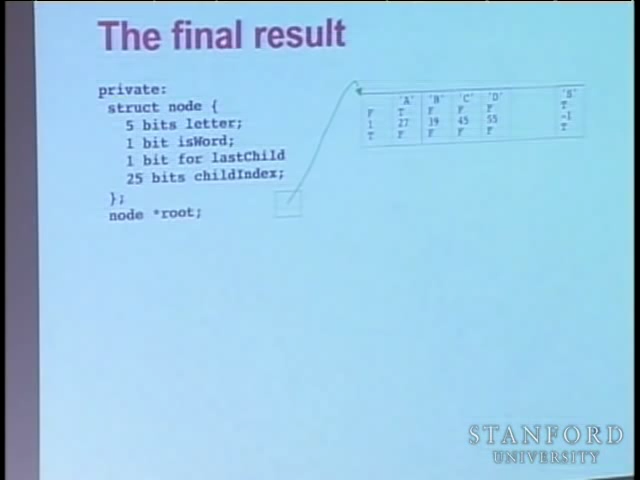 The final result
private:
struct node {
5 bits letter;
1 bit isWord;
1 bit for lastChild
25 bits childIndex;
};
node *root;
'A' 'B' 'C' 'D' 'S'
F T F F F T
1 27 39 45 55 -1
T F F F F T
STANFORD
UNIVERSITY